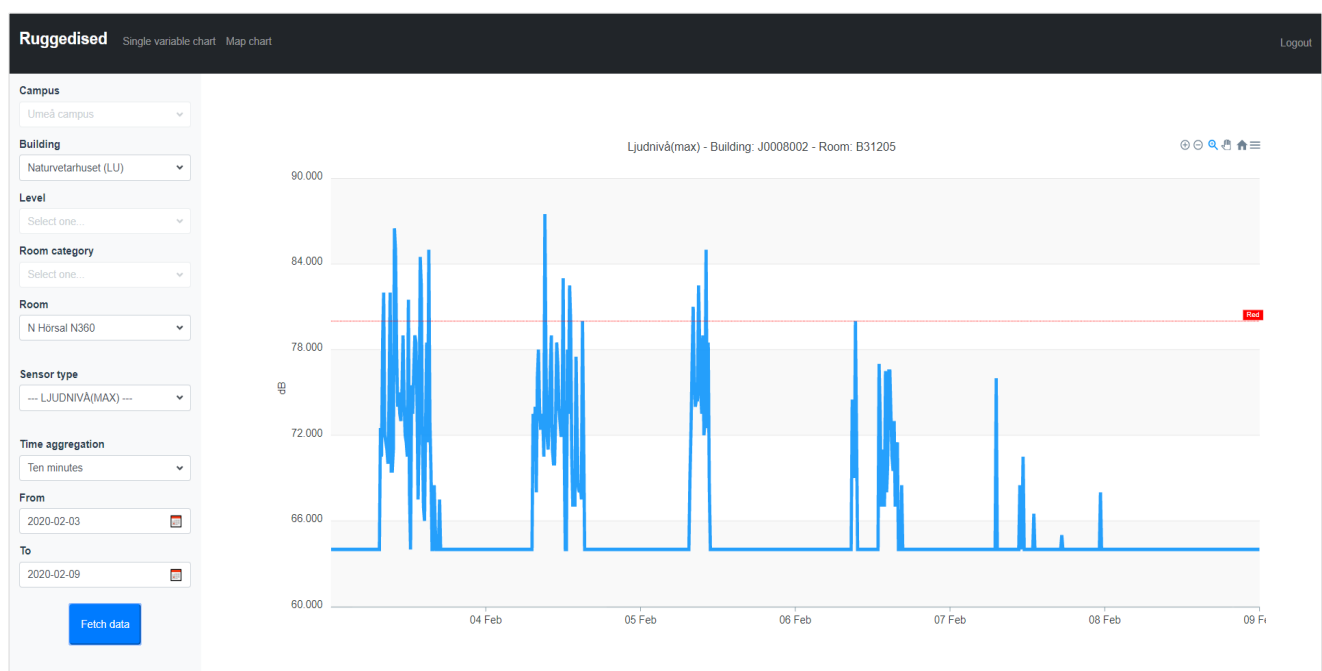 Ruggedised Single variable chart Map chart Logout
Campus
Umeå campus
Building
Naturvetarhuset (LU)
Level
Select one...
Room category
Select one...
Room
N Hörsal N360
Sensor type
--- LJUDNIVÅ(MAX) ---
Time aggregation
Ten minutes
From
2020-02-03
To
2020-02-09
Fetch data
Ljudnivå(max) - Building: J0008002 - Room: B31205
90.000
84.000
Red
78.000
dB
72.000
66.000
60.000
04 Feb 05 Feb 06 Feb 07 Feb 08 Feb 09 Fe